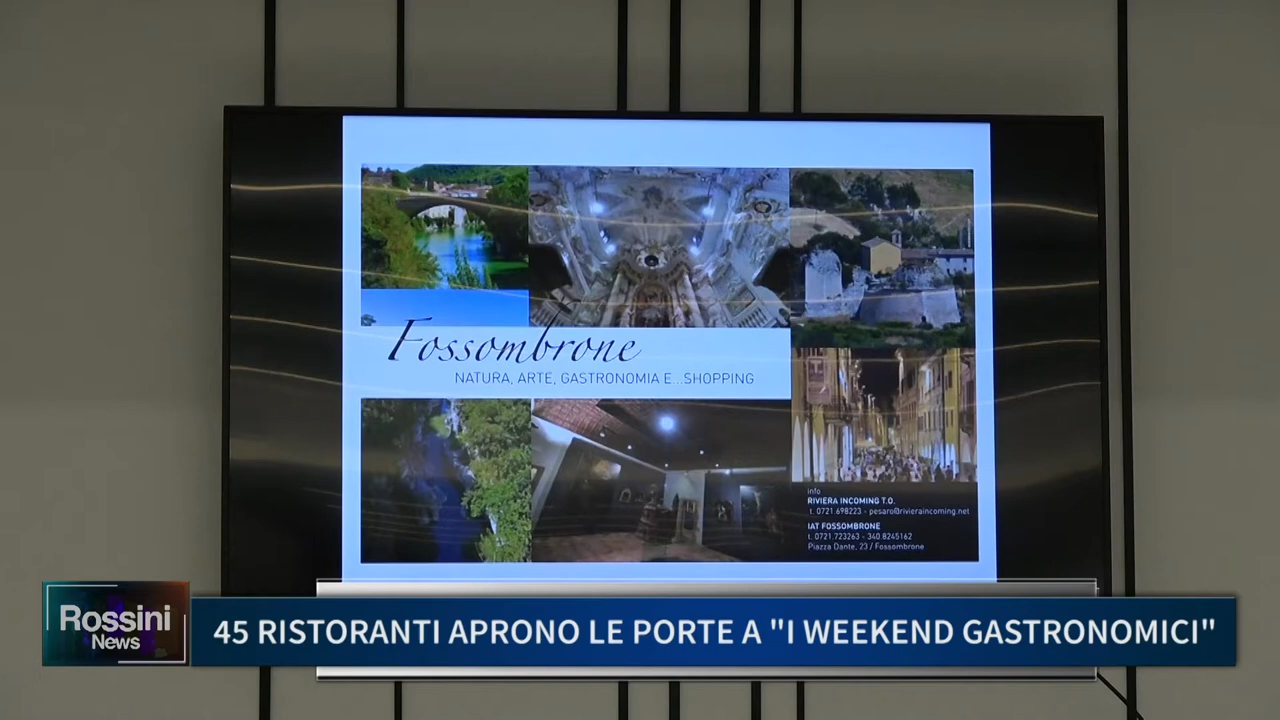 Fossombrone
NATURA, ARTE, GASTRONOMIA E...SHOPPING
info
RIVIERA INCOMING T.O.
t. 0721.698223 - pesaro@rivieraincoming.net
IAT FOSSOMBRONE
t. 0721.723263 - 340.8245162
Piazza Dante, 23 / Fossombrone
Rossini
News
45 RISTORANTI APRONO LE PORTE A "I WEEKEND GASTRONOMICI"